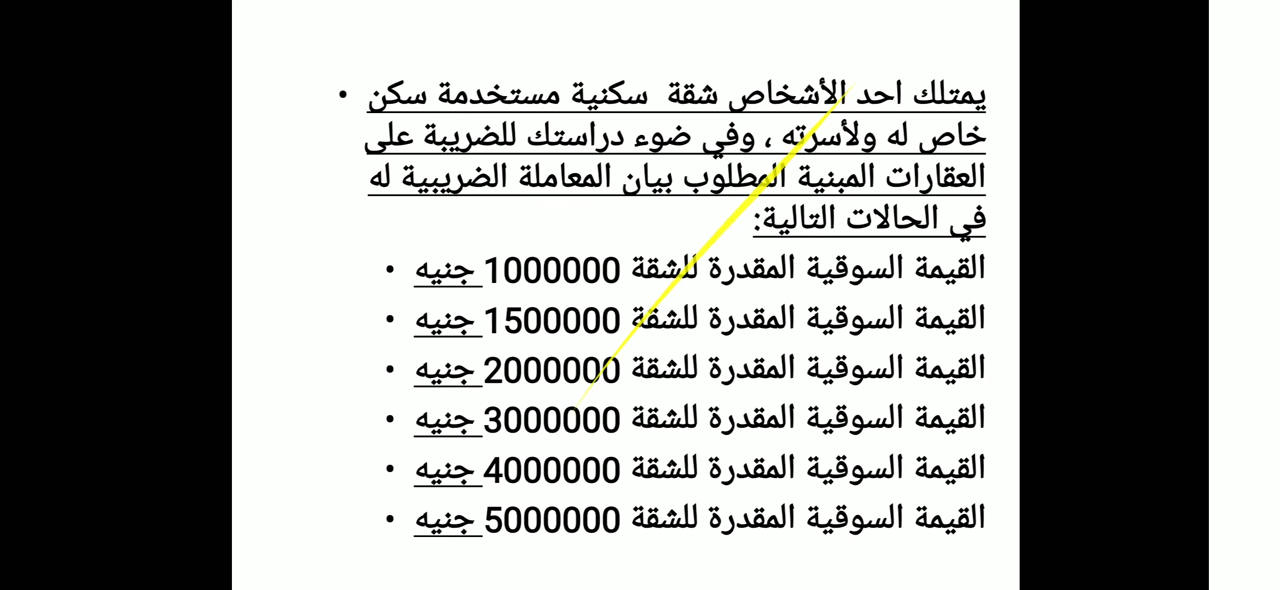 يمتلك احد الأشخاص شقة سكنية مستخدمة سكن
خاص له ولأسرته ، وفي ضوء دراستك للضريبة على
العقارات المبنية المطلوب بيان المعاملة الضريبية له
في الحالات التالية:
القيمة السوقية المقدرة للشقة 1000000 جنيه
القيمة السوقية المقدرة للشقة 1500000 جنيه
القيمة السوقية المقدرة للشقة 2000000 جنيه
القيمة السوقية المقدرة للشقة 3000000 جنيه
القيمة السوقية المقدرة للشقة 4000000 جنيه
القيمة السوقية المقدرة للشقة 5000000 جنيه